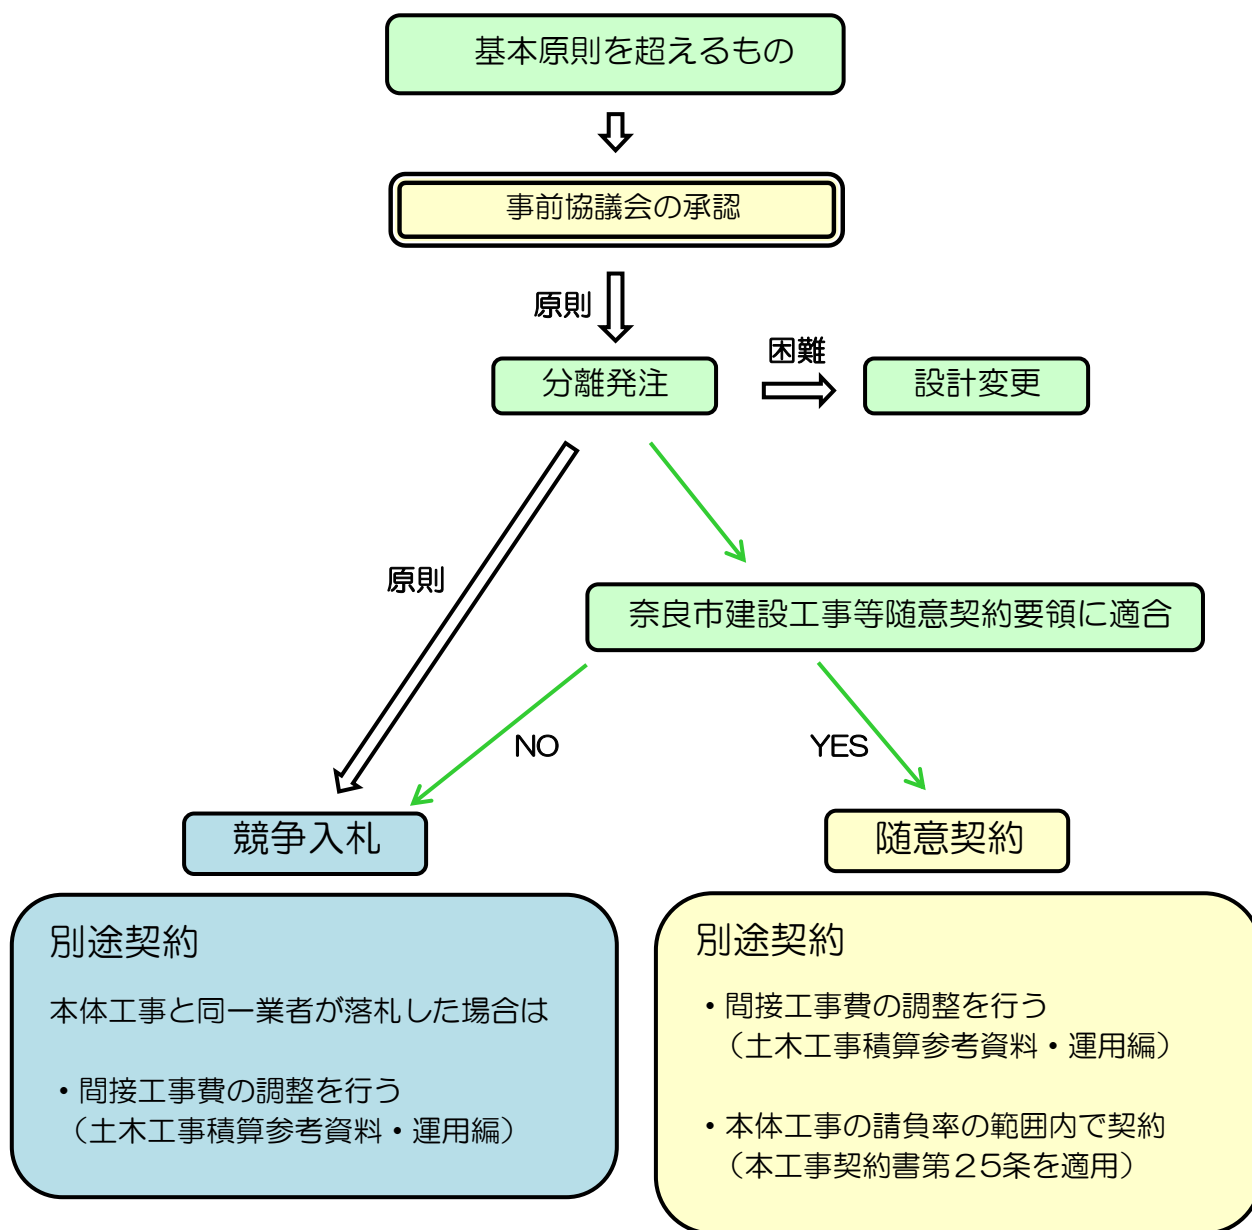 基本原則を超えるもの
事前協議会の承認
原則
分離発注
困難
設計変更
原則
奈良市建設工事等随意契約要領に適合
NO
YES
競争入札
随意契約
別途契約
本体工事と同一業者が落札した場合は
・間接工事費の調整を行う
（土木工事積算参考資料・運用編）
別途契約
・間接工事費の調整を行う
（土木工事積算参考資料・運用編）
・本体工事の請負率の範囲内で契約
（本工事契約書第２５条を適用）